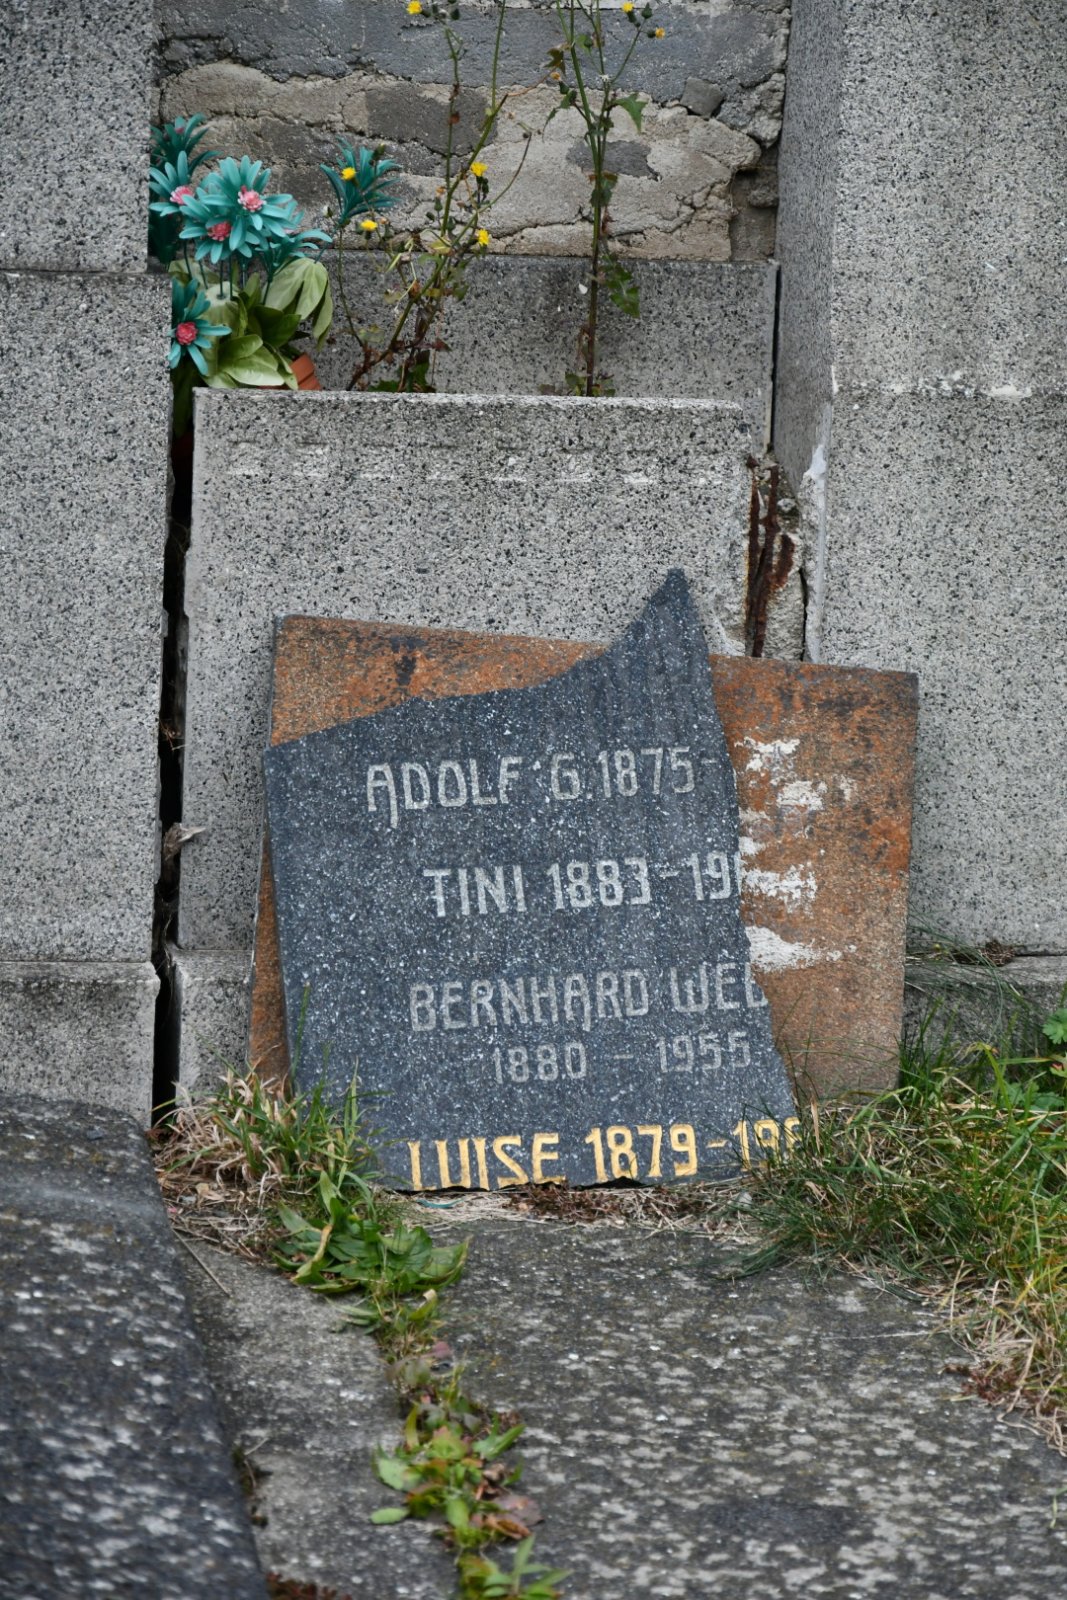 ADOLF G. 1875-
TINI 1883-19
BERNHARD WE
1880 - 1955
LUISE 1879-19